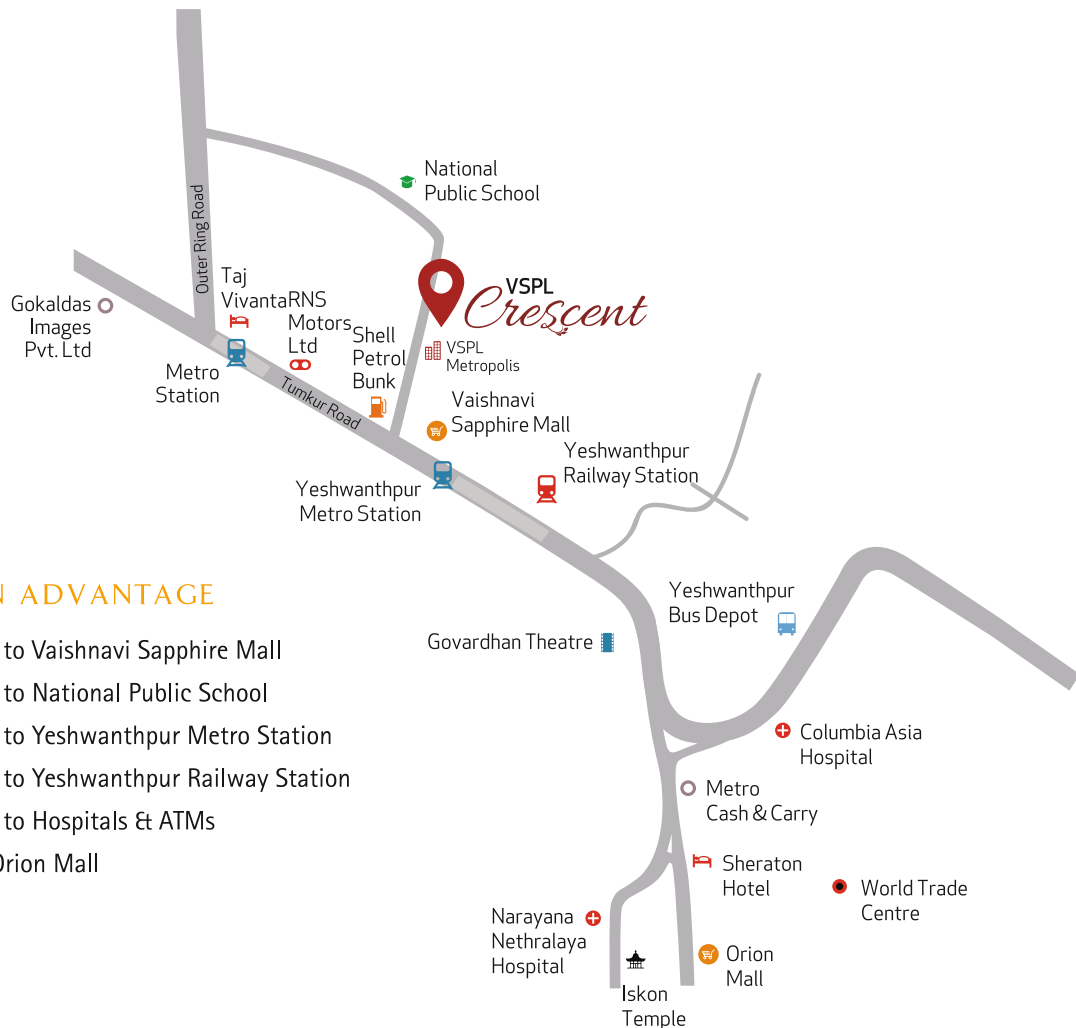 National
Public School
Outer Ring Road
Taj
Vivanta
RNS
Motors
Ltd
Gokaldas
Images
Pvt. Ltd
VSPL
Crescent
Shell
Petrol
Bunk
VSPL
Metropolis
Metro
Station
Tumkur Road
Vaishnavi
Sapphire Mall
Yeshwanthpur
Railway Station
Yeshwanthpur
Metro Station
Yeshwanthpur
Bus Depot
Govardhan Theatre
ADVANTAGE
to Vaishnavi Sapphire Mall
to National Public School
to Yeshwanthpur Metro Station
to Yeshwanthpur Railway Station
to Hospitals & ATMs
Orion Mall
Columbia Asia
Hospital
Metro
Cash & Carry
Sheraton
Hotel
World Trade
Centre
Narayana
Nethralaya
Hospital
Orion
Mall
Iskon
Temple